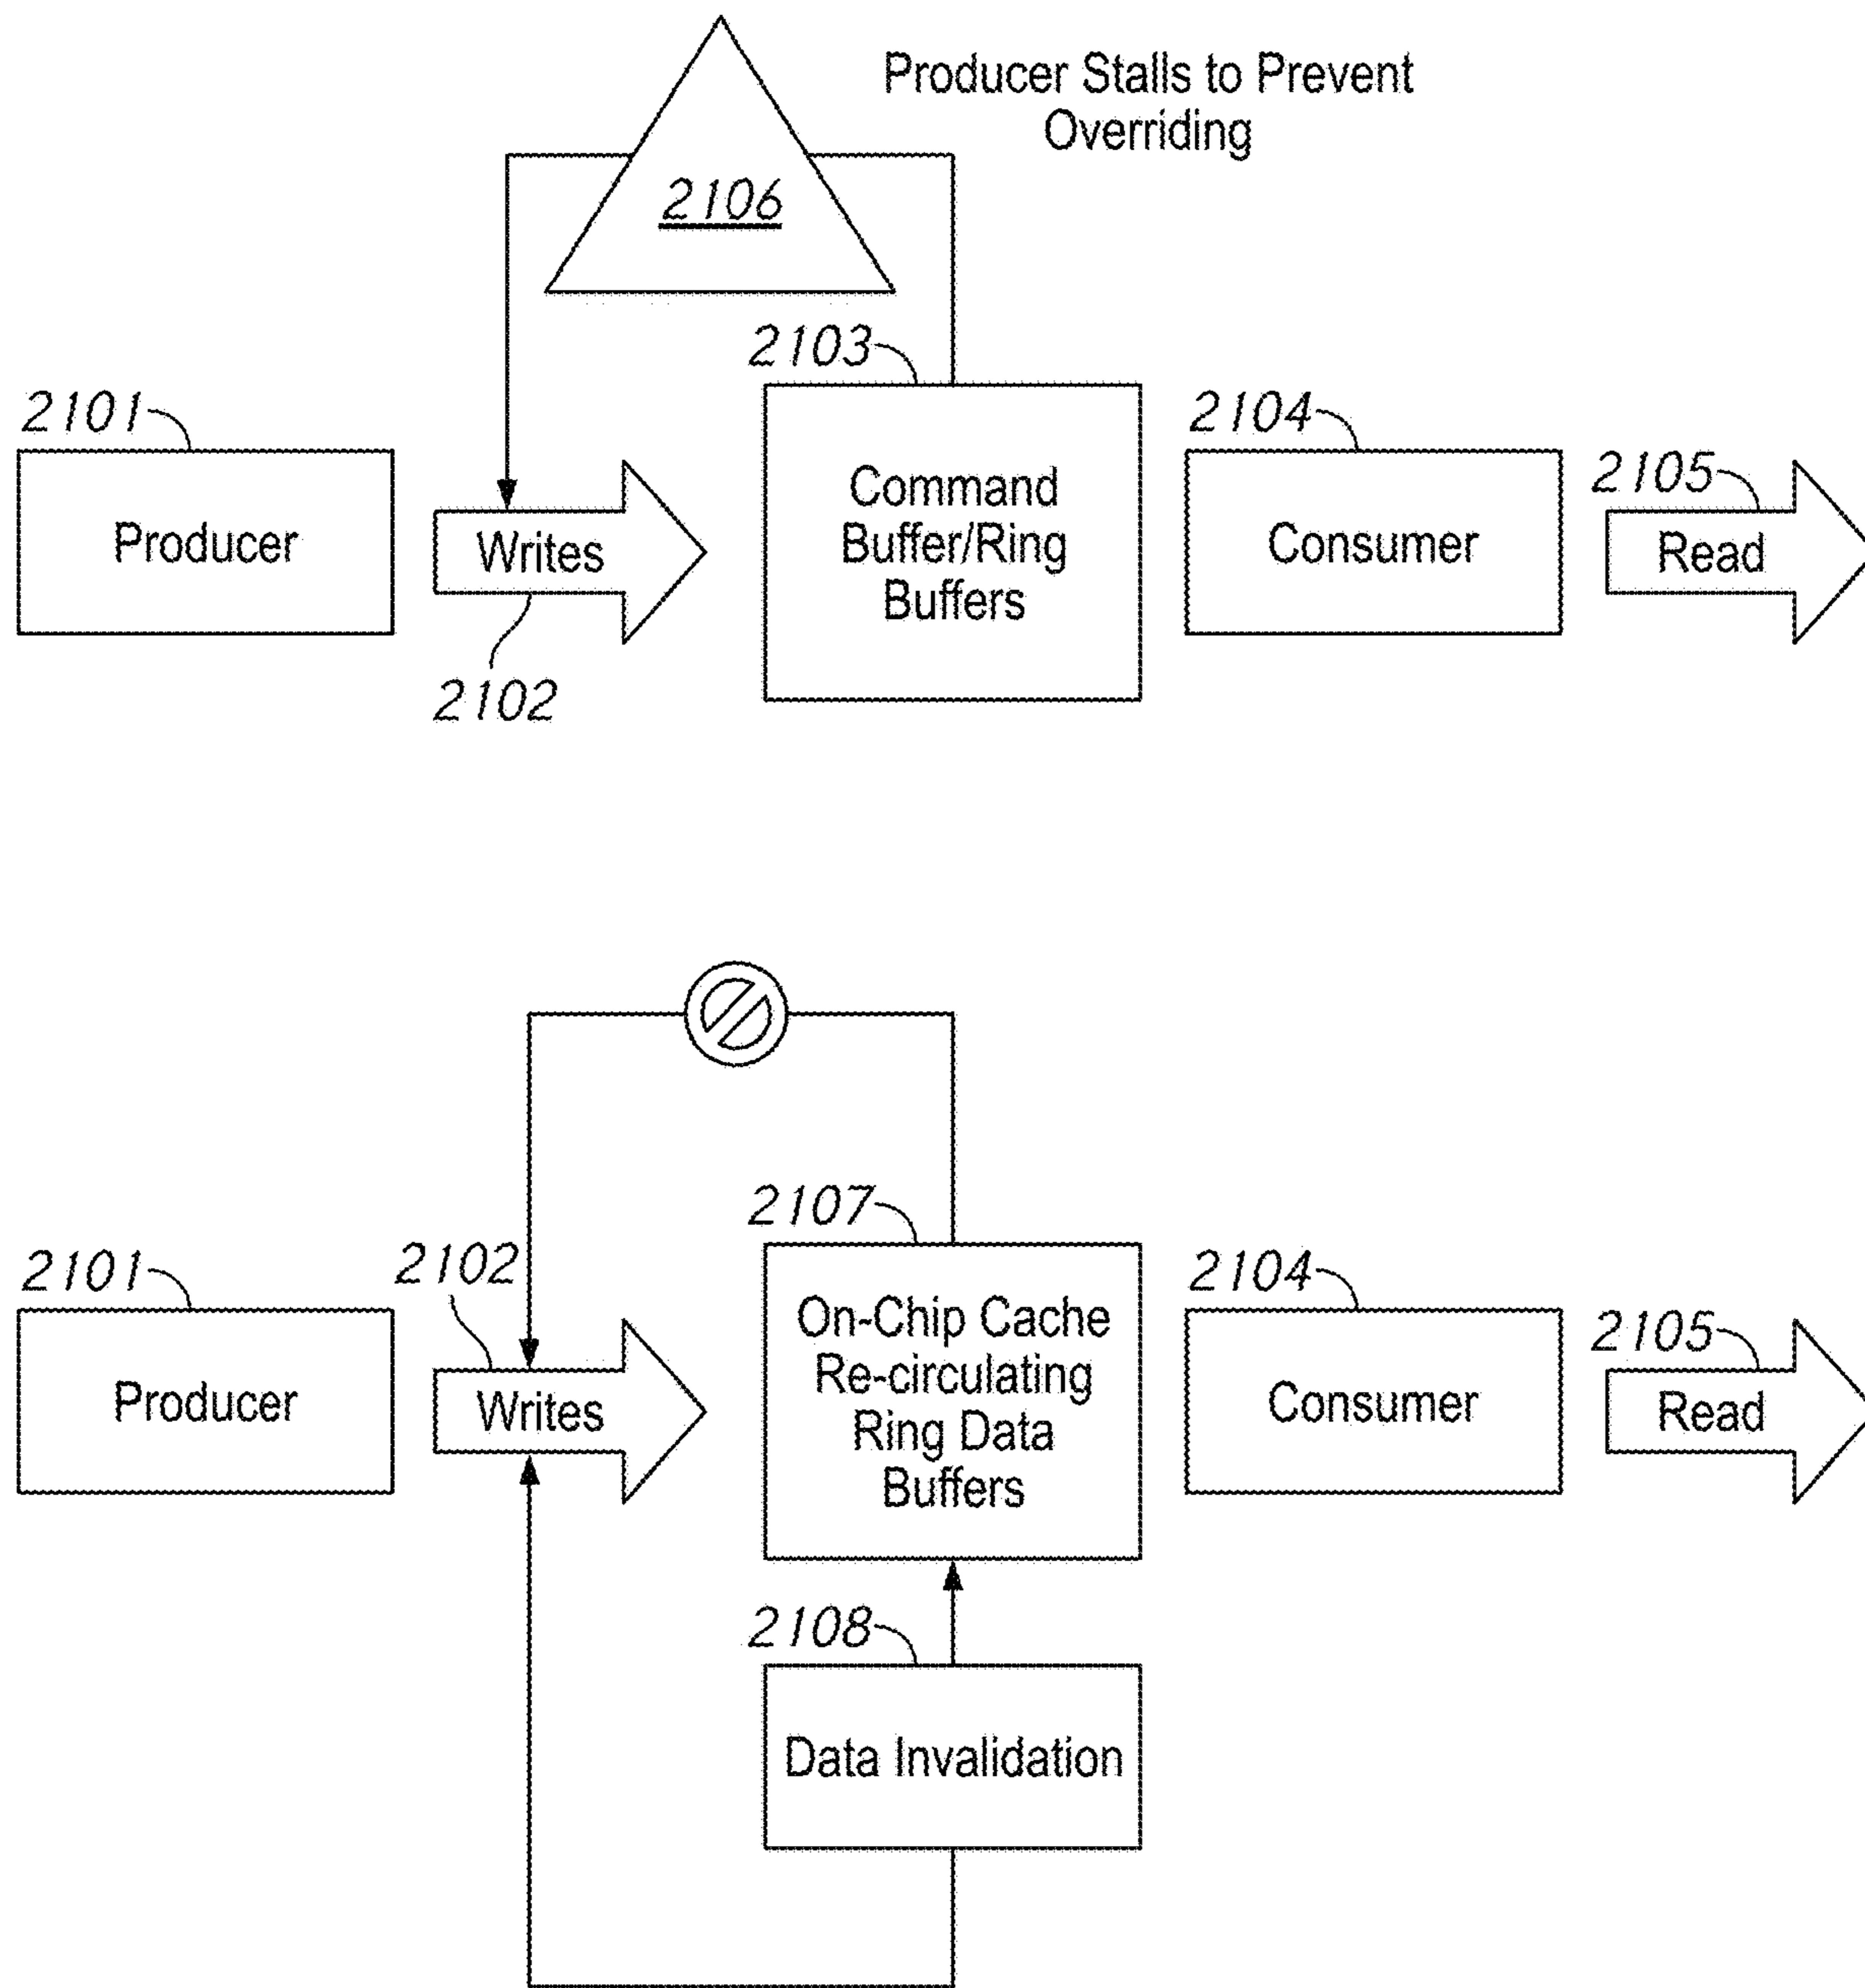 Producer Stalls to Prevent
Overriding
2106
2103
2101
2104
2105
Producer
Writes
Command
Buffer/Ring
Buffers
Consumer
Read
2102
2107
2101
2102
2104
2105
Producer
Writes
On-Chip Cache
Re-circulating
Ring Data
Buffers
Consumer
Read
2108
Data Invalidation